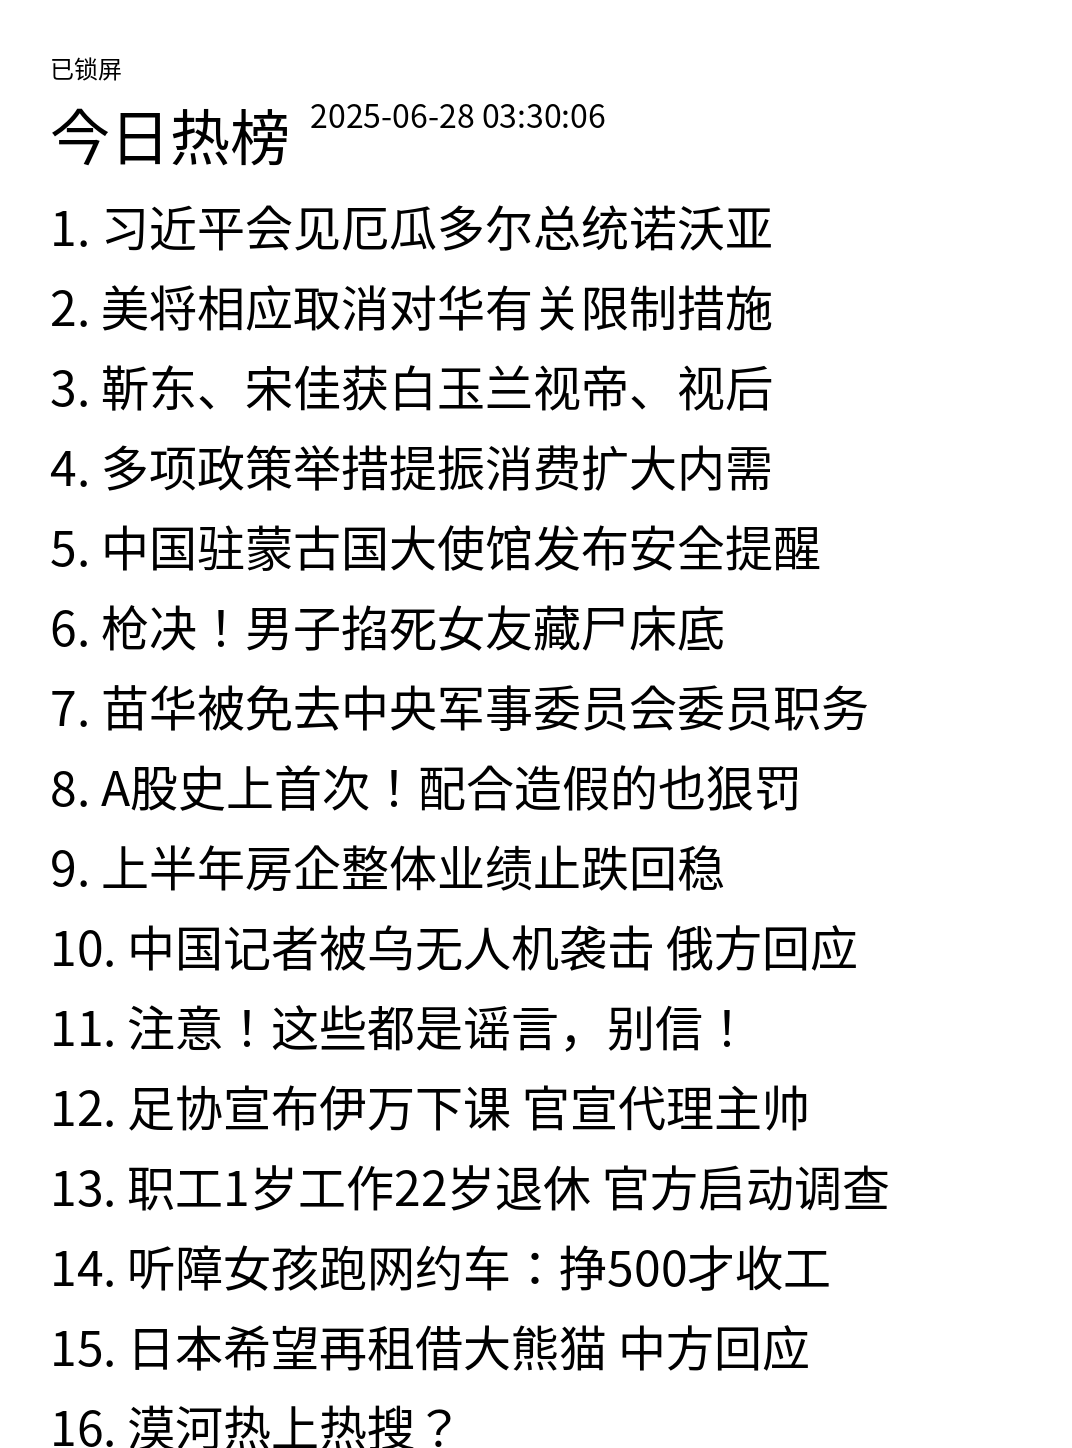 已锁屏
今日热榜 2025-06-28 03:30:06
1. 习近平会见厄瓜多尔总统诺沃亚
2. 美将相应取消对华有关限制措施
3. 靳东、宋佳获白玉兰视帝、视后
4. 多项政策举措提振消费扩大内需
5. 中国驻蒙古国大使馆发布安全提醒
6. 枪决！男子掐死女友藏尸床底
7. 苗华被免去中央军事委员会委员职务
8. A股史上首次！配合造假的也狠罚
9. 上半年房企整体业绩止跌回稳
10. 中国记者被乌无人机袭击 俄方回应
11. 注意！这些都是谣言，别信！
12. 足协宣布伊万下课 官宣代理主帅
13. 职工1岁工作22岁退休 官方启动调查
14. 听障女孩跑网约车：挣500才收工
15. 日本希望再租借大熊猫 中方回应
16. 漠河热上热搜？